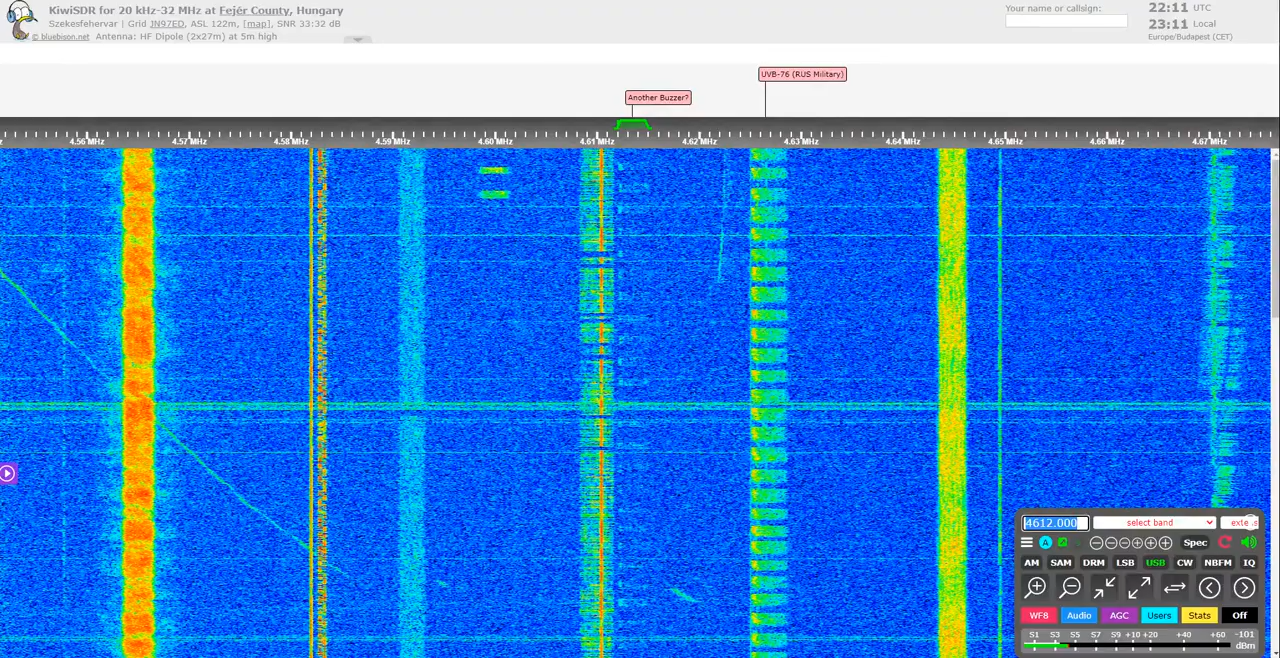 KiwiSDR for 20 kHz-32 MHz at Fejér County, Hungary
Szekesfehervar | Grid JN97ED, ASL 122m, [map], SNR 33:32 dB
© bluebison.net Antenna: HF Dipole (2x27m) at 5m high
Your name or callsign:
22:11 UTC
23:11 Local
Europe/Budapest (CET)
UVB-76 (RUS Military)
Another Buzzer?
4.56 MHz 4.57 MHz 4.58 MHz 4.59 MHz 4.60 MHz 4.61 MHz 4.62 MHz 4.63 MHz 4.64 MHz 4.65 MHz 4.66 MHz 4.67 MHz
4612.000 select band
A Spec
AM SAM DRM LSB USB CW NBFM IQ
WF8 Audio AGC Users Stats Off
S1 S3 S5 S7 S9 +10 +20 +40 +60 -101
dBm